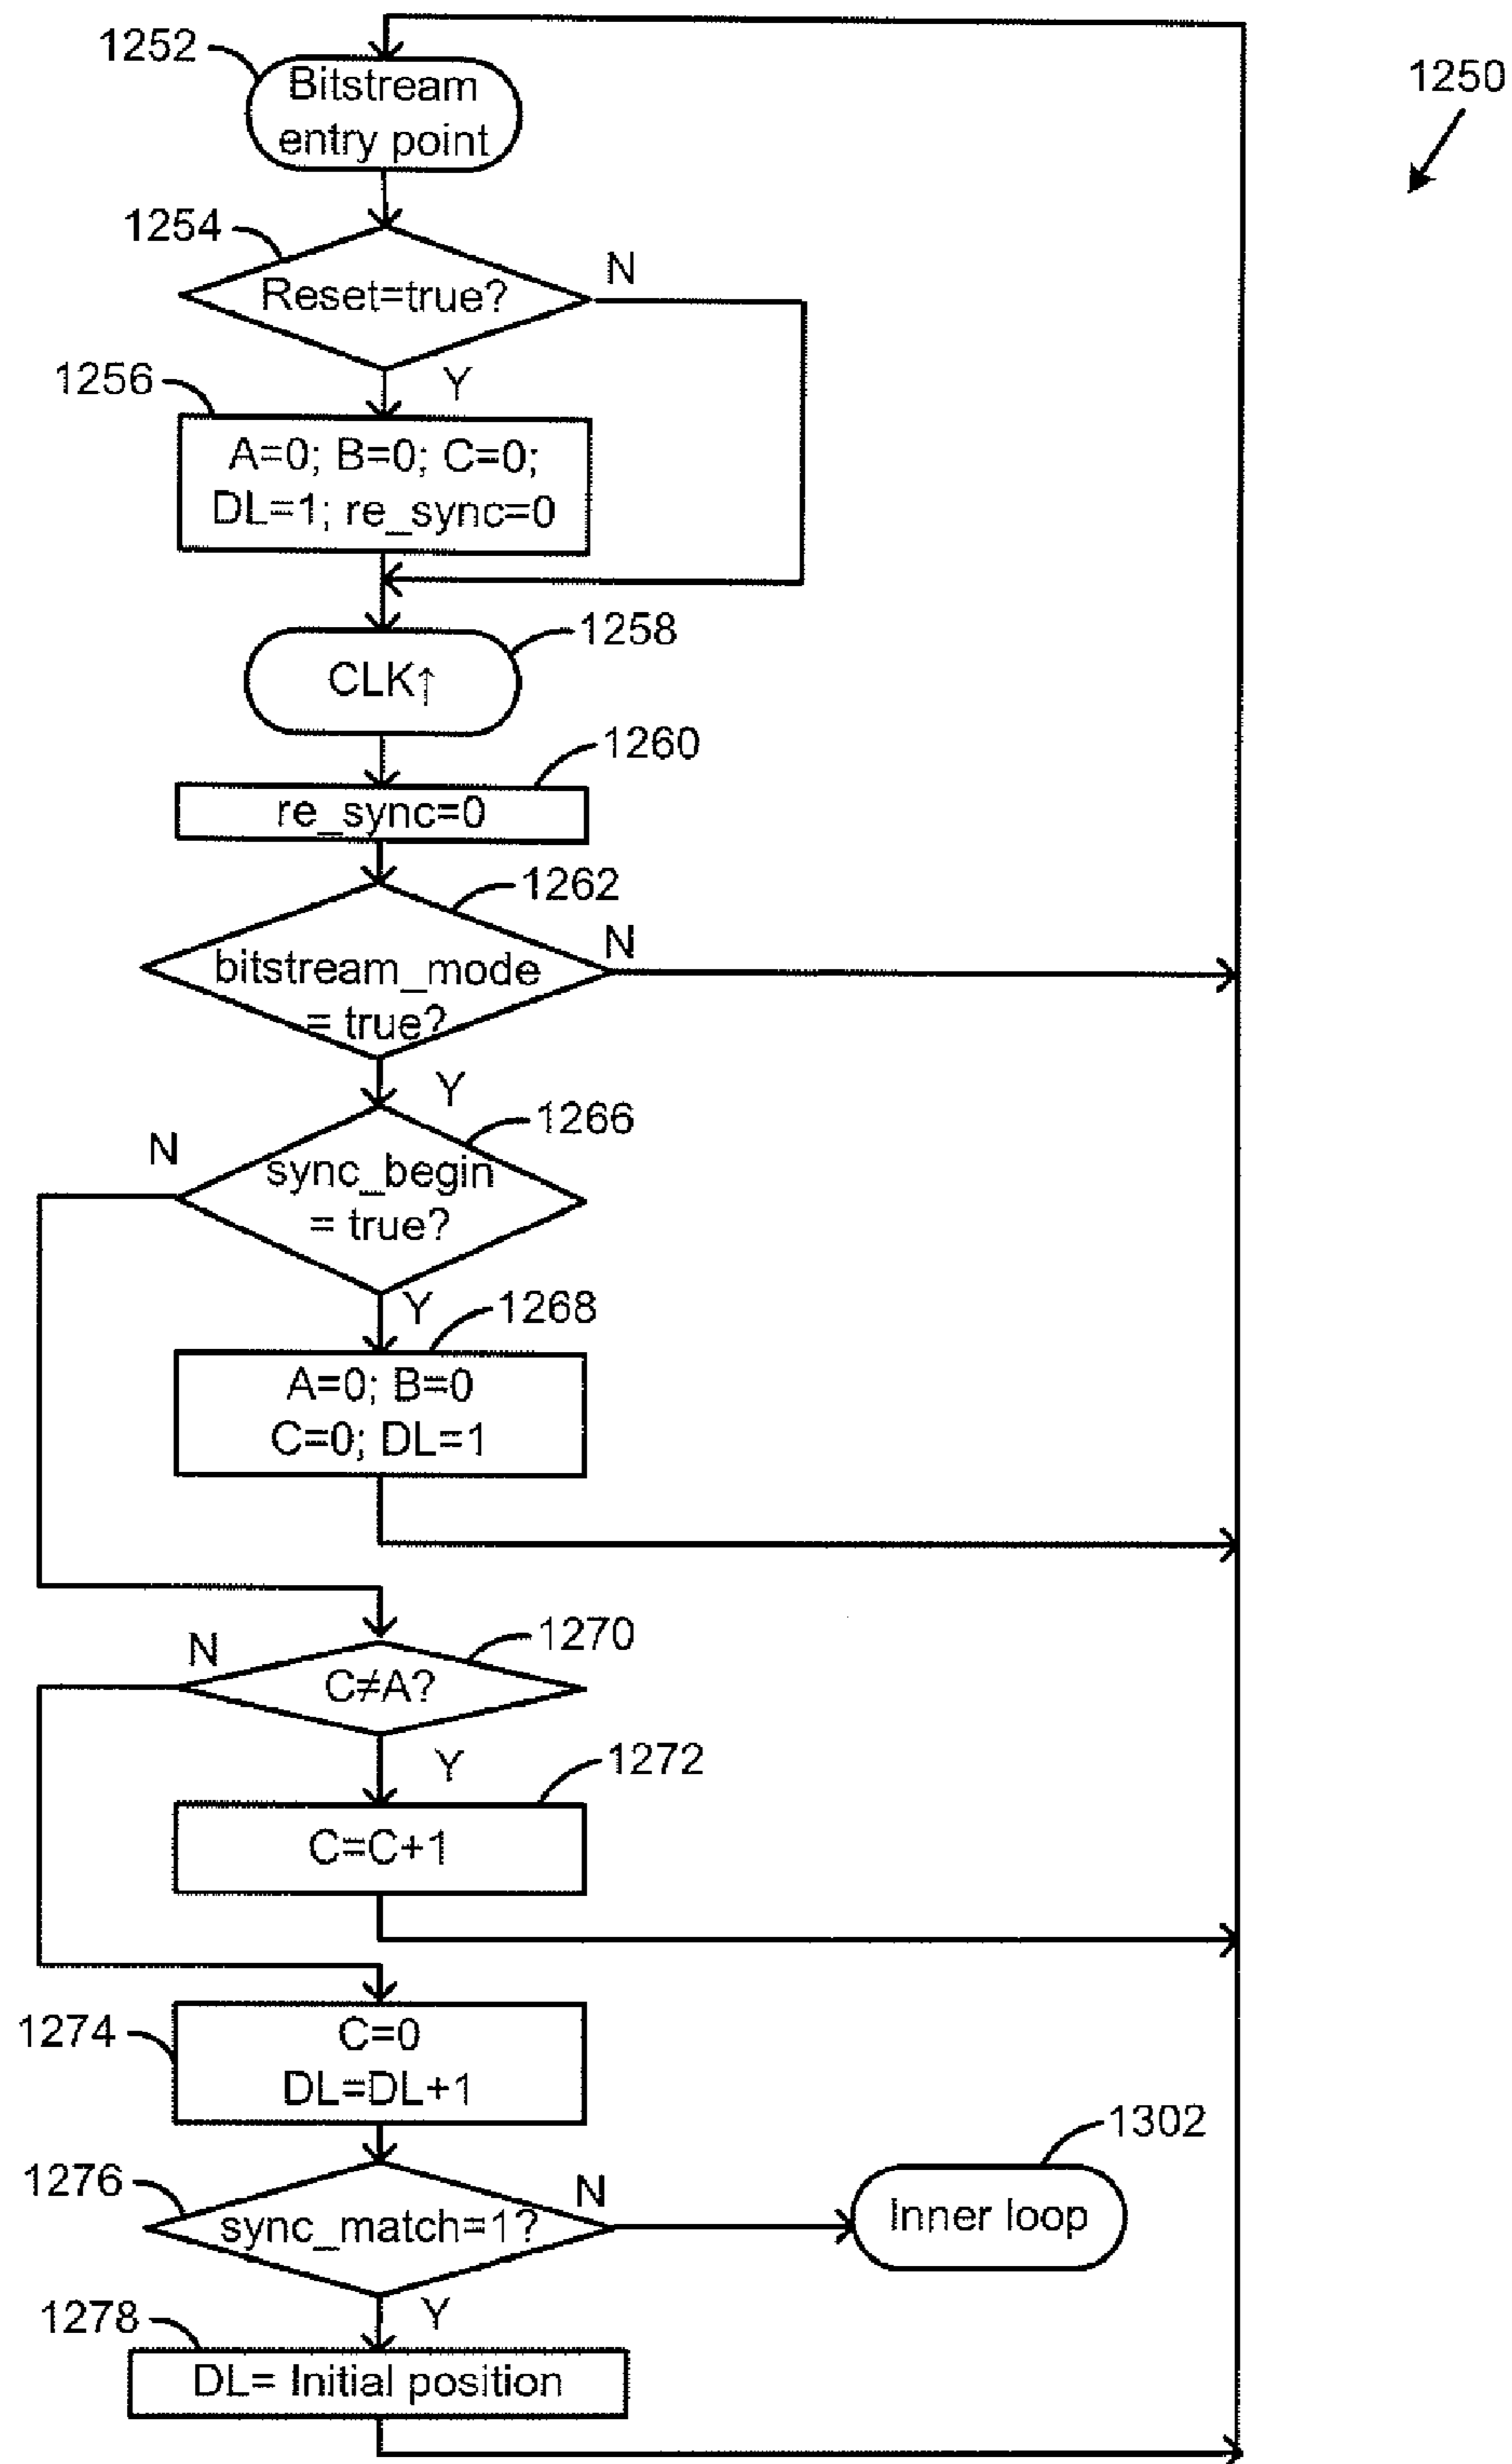 1252
Bitstream
entry point
1250
1254
Reset=true?
N
1256
Y
A=0; B=0; C=0;
DL=1; re_sync=0
1258
CLK↑
1260
re_sync=0
1262
N
bitstream_mode
= true?
Y
1266
N
sync_begin
= true?
Y
1268
A=0; B=0
C=0; DL=1
1270
N
C≠A?
Y
1272
C=C+1
1274
C=0
DL=DL+1
1302
1276
N
sync_match=1?
Inner loop
1278
Y
DL= Initial position